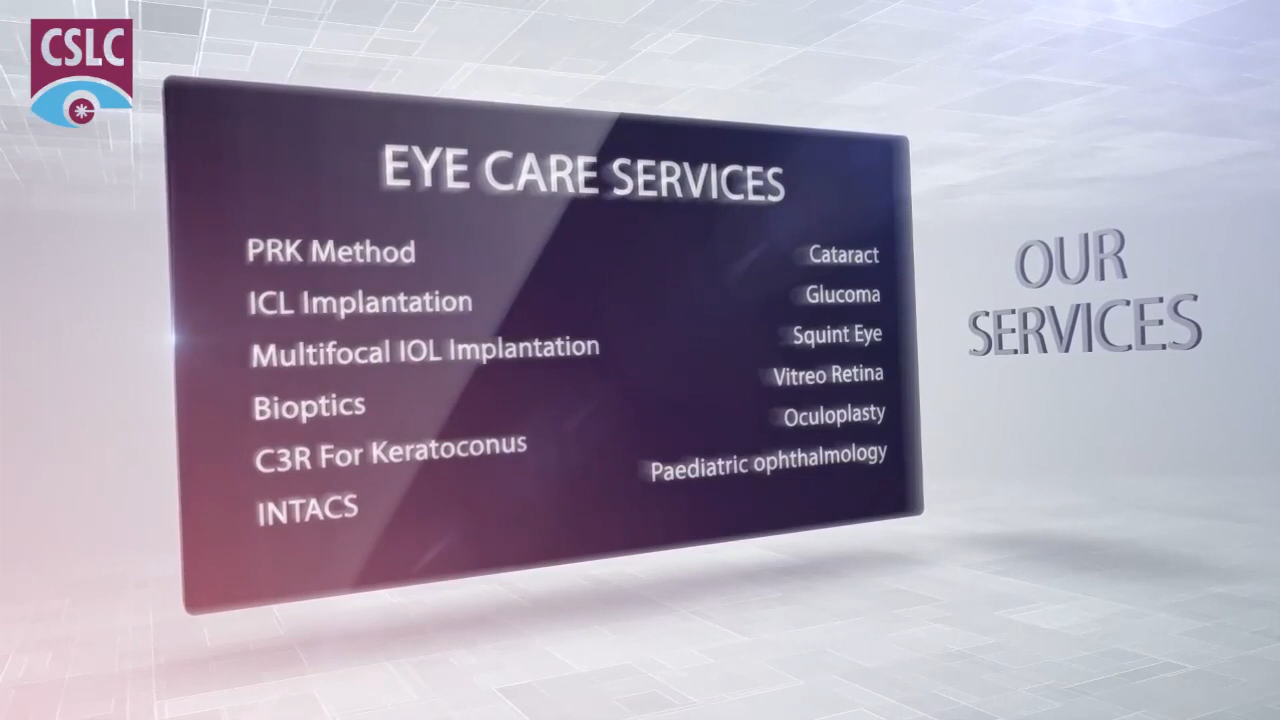 CSLC
EYE CARE SERVICES
PRK Method
ICL Implantation
Multifocal IOL Implantation
Bioptics
C3R For Keratoconus
INTACS
Cataract
Glucoma
Squint Eye
Vitreo Retina
Oculoplasty
Paediatric ophthalmology
OUR
SERVICES